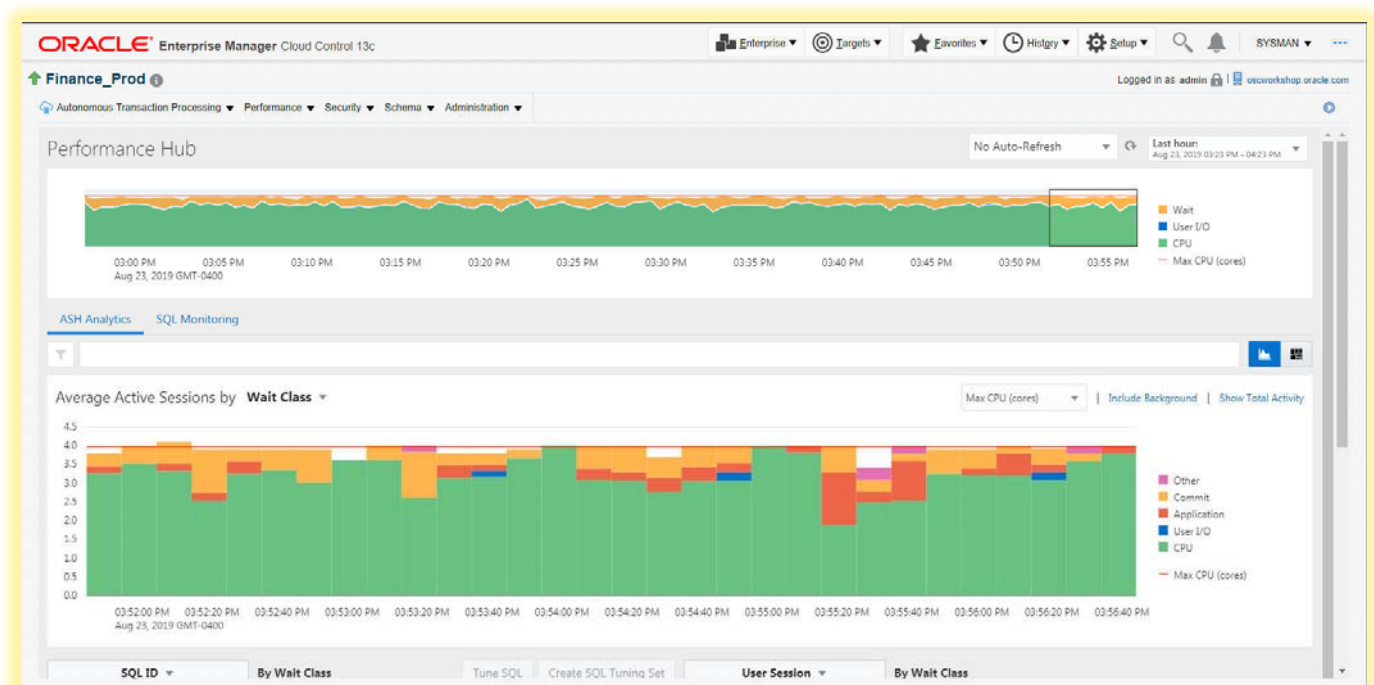 ORACLE® Enterprise Manager Cloud Control 13c
Enterprise Targets Favorites History Setup SYSMAN
Finance_Prod
Logged in as admin oscworkshop.oracle.com
Autonomous Transaction Processing Performance Security Schema Administration
Performance Hub
No Auto-Refresh
Last hour:
Aug 23, 2019 03:23 PM - 04:23 PM
Wait
User I/O
CPU
Max CPU (cores)
03:00 PM 03:05 PM 03:10 PM 03:15 PM 03:20 PM 03:25 PM 03:30 PM 03:35 PM 03:40 PM 03:45 PM 03:50 PM 03:55 PM
Aug 23, 2019 GMT-0400
ASH Analytics SQL Monitoring
Average Active Sessions by Wait Class
Max CPU (cores) | Include Background | Show Total Activity
4.5
4.0
3.5
3.0
2.5
2.0
1.5
1.0
0.5
0.0
Other
Commit
Application
User I/O
CPU
Max CPU (cores)
03:52:00 PM 03:52:20 PM 03:52:40 PM 03:53:00 PM 03:53:20 PM 03:53:40 PM 03:54:00 PM 03:54:20 PM 03:54:40 PM 03:55:00 PM 03:55:20 PM 03:55:40 PM 03:56:00 PM 03:56:20 PM 03:56:40 PM
Aug 23, 2019 GMT-0400
SQL ID By Wait Class Tune SQL Create SQL Tuning Set User Session By Wait Class